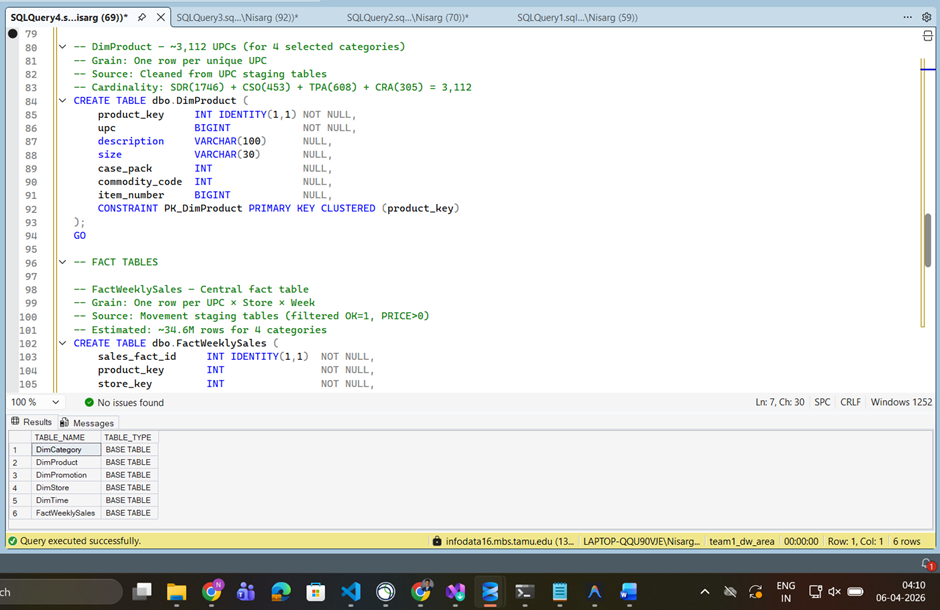 SQLQuery4.s...isarg (69))*
SQLQuery3.sq...\Nisarg (92))*
SQLQuery2.sq...\Nisarg (70))*
SQLQuery1.sql...\Nisarg (59))
79
80 -- DimProduct - ~3,112 UPCs (for 4 selected categories)
81 -- Grain: One row per unique UPC
82 -- Source: Cleaned from UPC staging tables
83 -- Cardinality: SDR(1746) + CSO(453) + TPA(608) + CRA(305) = 3,112
84 CREATE TABLE dbo.DimProduct (
85 product_key INT IDENTITY(1,1) NOT NULL,
86 upc BIGINT NOT NULL,
87 description VARCHAR(100) NULL,
88 size VARCHAR(30) NULL,
89 case_pack INT NULL,
90 commodity_code INT NULL,
91 item_number BIGINT NULL,
92 CONSTRAINT PK_DimProduct PRIMARY KEY CLUSTERED (product_key)
93 );
94 GO
95
96 -- FACT TABLES
97
98 -- FactWeeklySales - Central fact table
99 -- Grain: One row per UPC × Store × Week
100 -- Source: Movement staging tables (filtered OK=1, PRICE>0)
101 -- Estimated: ~34.6M rows for 4 categories
102 CREATE TABLE dbo.FactWeeklySales (
103 sales_fact_id INT IDENTITY(1,1) NOT NULL,
104 product_key INT NOT NULL,
105 store_key INT NOT NULL,
100 % No issues found Ln: 7, Ch: 30 SPC CRLF Windows 1252
Results Messages
TABLE_NAME TABLE_TYPE
1 DimCategory BASE TABLE
2 DimProduct BASE TABLE
3 DimPromotion BASE TABLE
4 DimStore BASE TABLE
5 DimTime BASE TABLE
6 FactWeeklySales BASE TABLE
Query executed successfully. infodata16.mbs.tamu.edu (13... LAPTOP-QQU90VJE\Nisarg... team1_dw_area 00:00:00 Row: 1, Col: 1 6 rows
1
ch
N
ENG
IN
04:10
06-04-2026